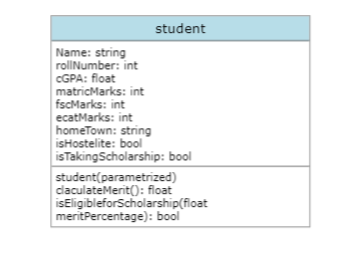 student
Name: string
rollNumber: int
cGPA: float
matricMarks: int
fscMarks: int
ecatMarks: int
homeTown: string
isHostelite: bool
isTakingScholarship: bool
student(parametrized)
claculateMerit(): float
isEligibleforScholarship(float
meritPercentage): bool